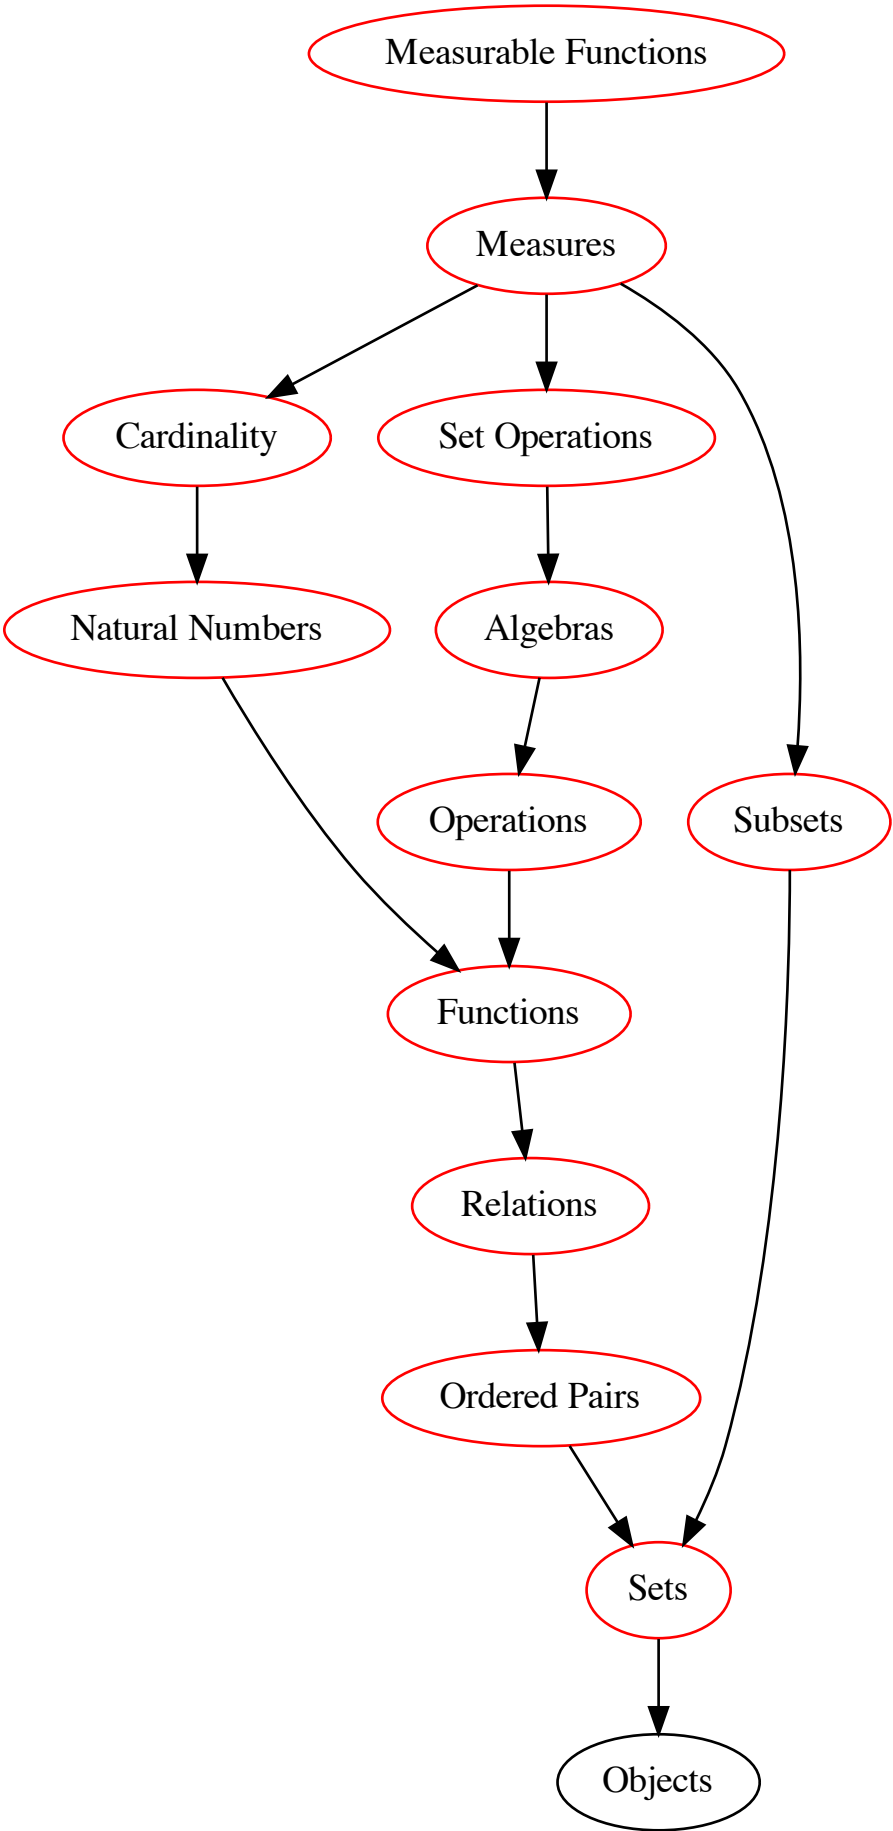 Measurable Functions
Measures
Cardinality
Set Operations
Natural Numbers
Algebras
Operations
Subsets
Functions
Relations
Ordered Pairs
Sets
Objects